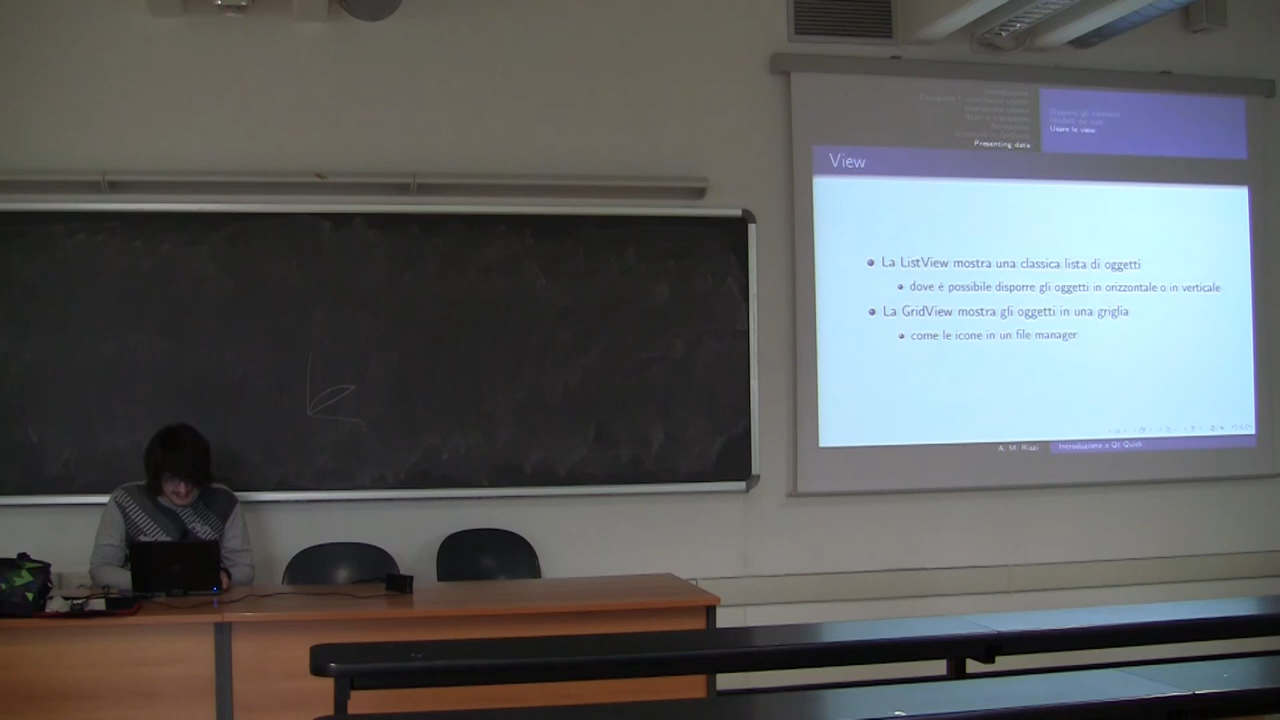 Presenting data
Usare le view
View
La ListView mostra una classica lista di oggetti
dove è possibile disporre gli oggetti in orizzontale o in verticale
La GridView mostra gli oggetti in una griglia
come le icone in un file manager
A. M. Rizzi
Introduzione a Qt Quick